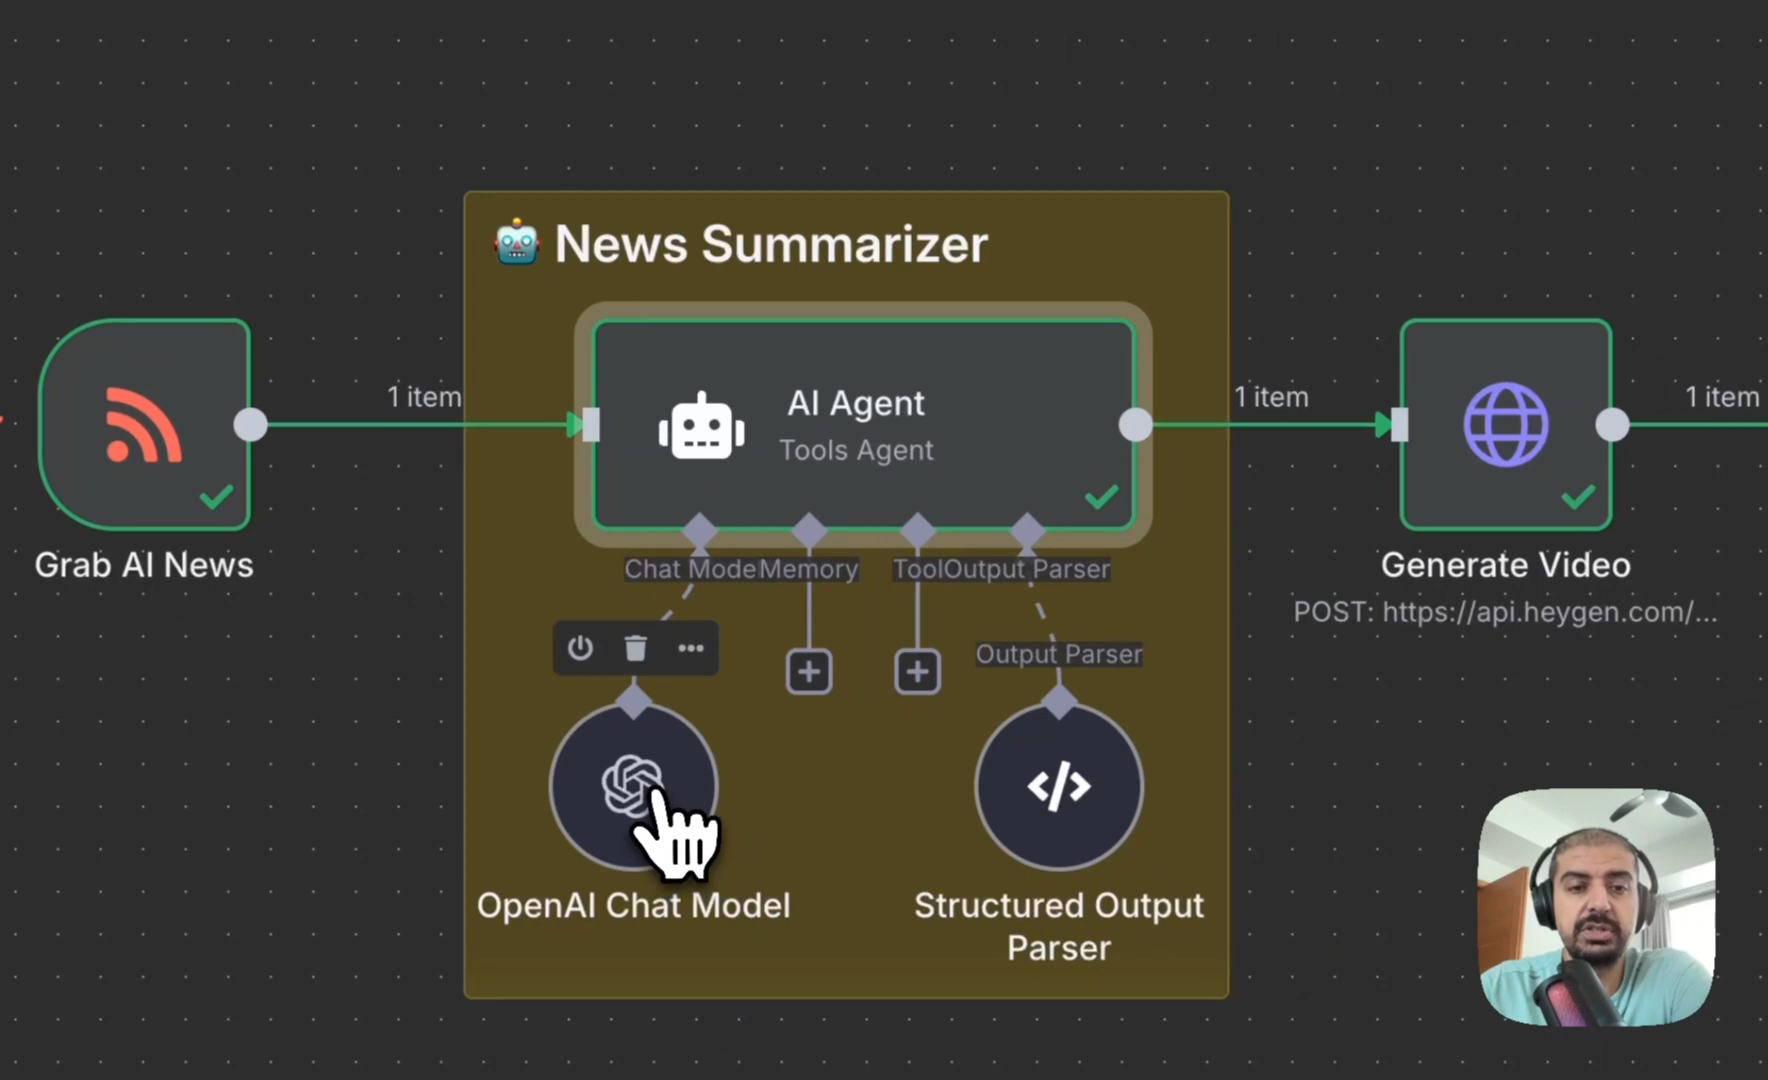 News Summarizer
1 item
AI Agent
Tools Agent
1 item
1 item
Grab AI News
Chat Mode
Memory
Tool
Output Parser
Generate Video
POST: https://api.heygen.com/...
Output Parser
OpenAI Chat Model
Structured Output
Parser